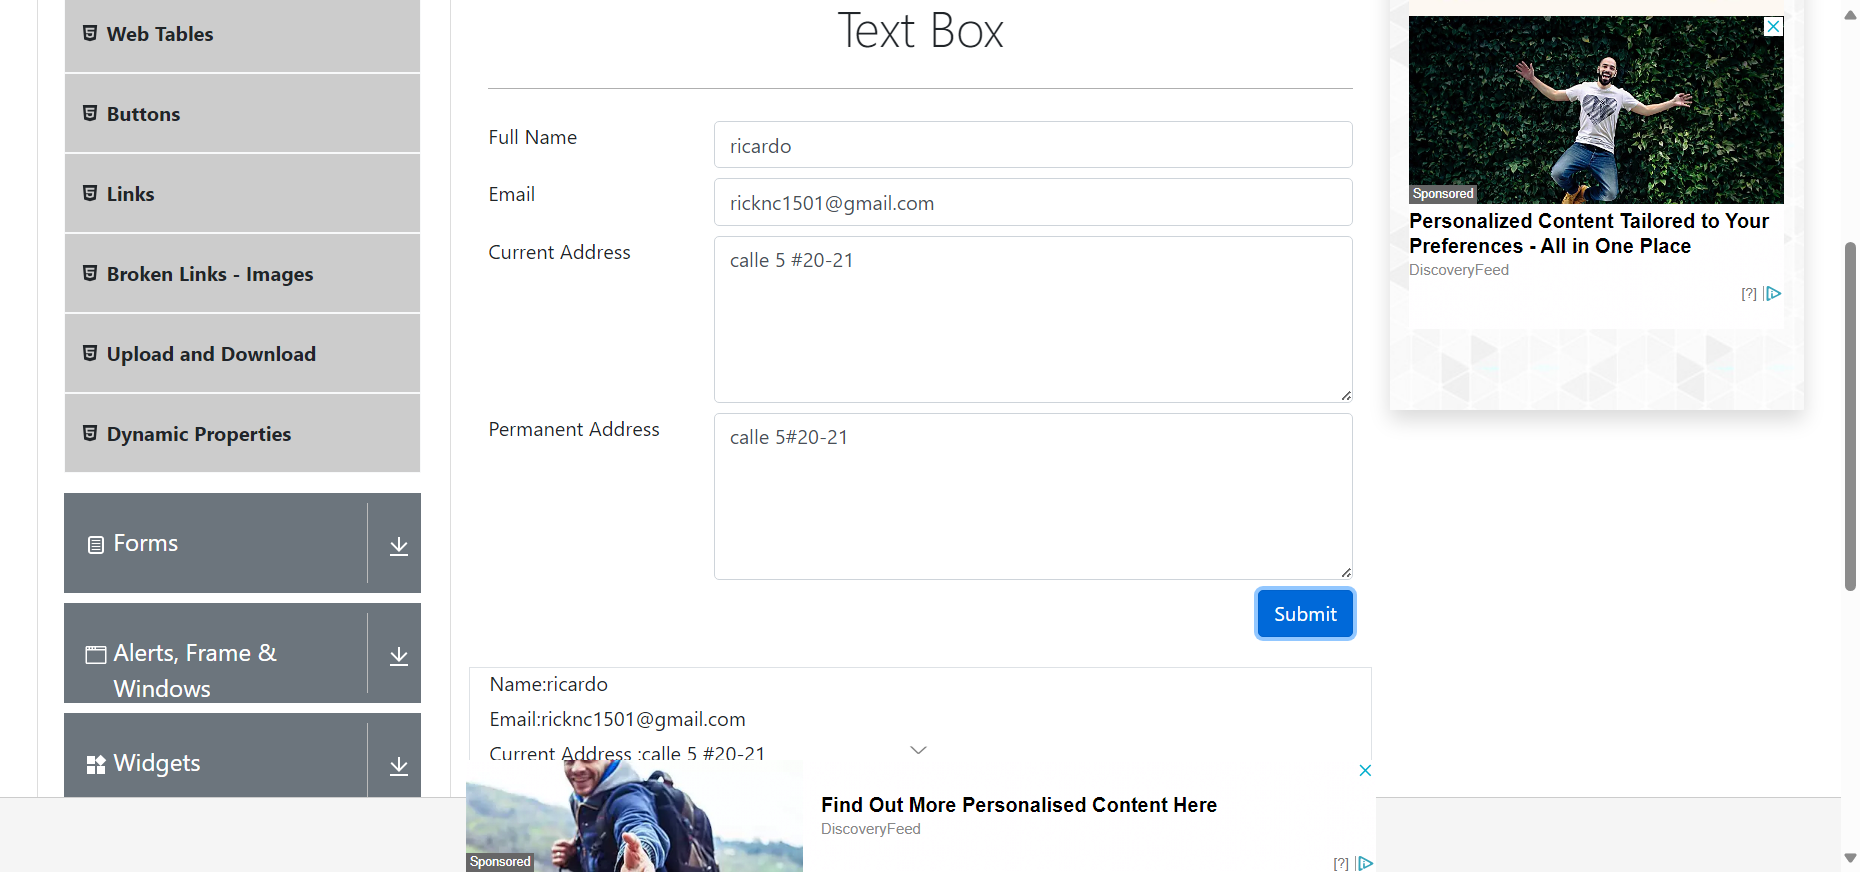 Web Tables
Buttons
Links
Broken Links - Images
Upload and Download
Dynamic Properties
Forms
Alerts, Frame &
Windows
Widgets
Text Box
Full Name
ricardo
Email
ricknc1501@gmail.com
Current Address
calle 5 #20-21
Permanent Address
calle 5#20-21
Submit
Name:ricardo
Email:ricknc1501@gmail.com
Current Address :calle 5 #20-21
Sponsored
Find Out More Personalised Content Here
DiscoveryFeed
[?]
Sponsored
Personalized Content Tailored to Your
Preferences - All in One Place
DiscoveryFeed
[?]